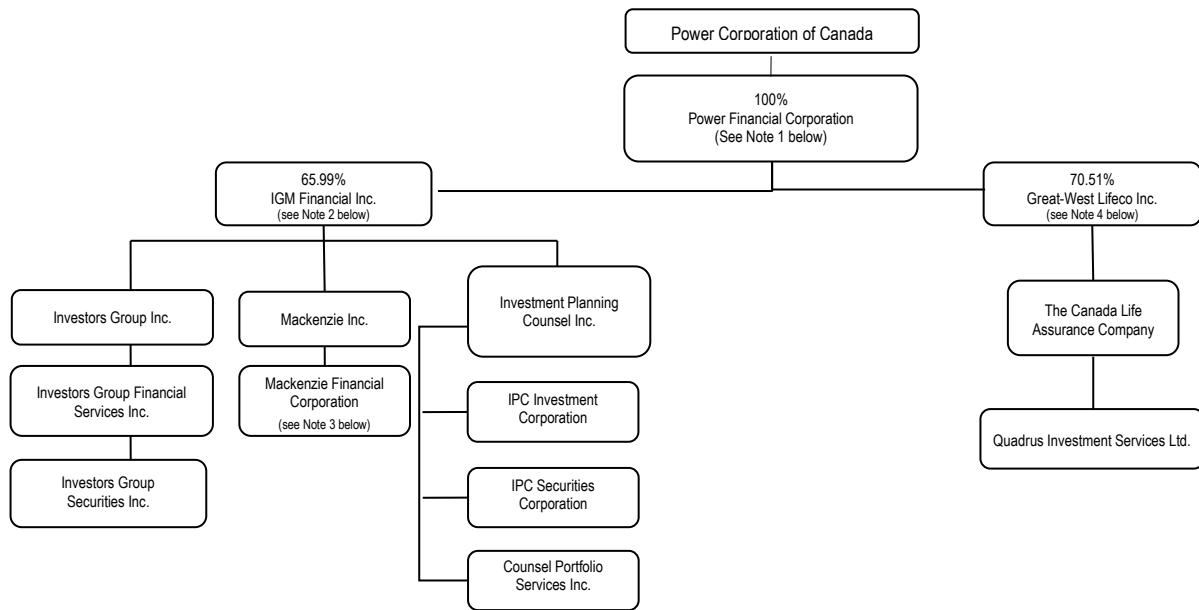 Power Corporation of Canada
100%
Power Financial Corporation
(See Note 1 below)
65.99%
IGM Financial Inc.
(see Note 2 below)
70.51%
Great-West Lifeco Inc.
(see Note 4 below)
Investors Group Inc.
Mackenzie Inc.
Investment Planning
Counsel Inc.
The Canada Life
Assurance Company
Investors Group Financial
Services Inc.
Mackenzie Financial
Corporation
(see Note 3 below)
IPC Investment
Corporation
Quadrus Investment Services Ltd.
Investors Group
Securities Inc.
IPC Securities
Corporation
Counsel Portfolio
Services Inc.